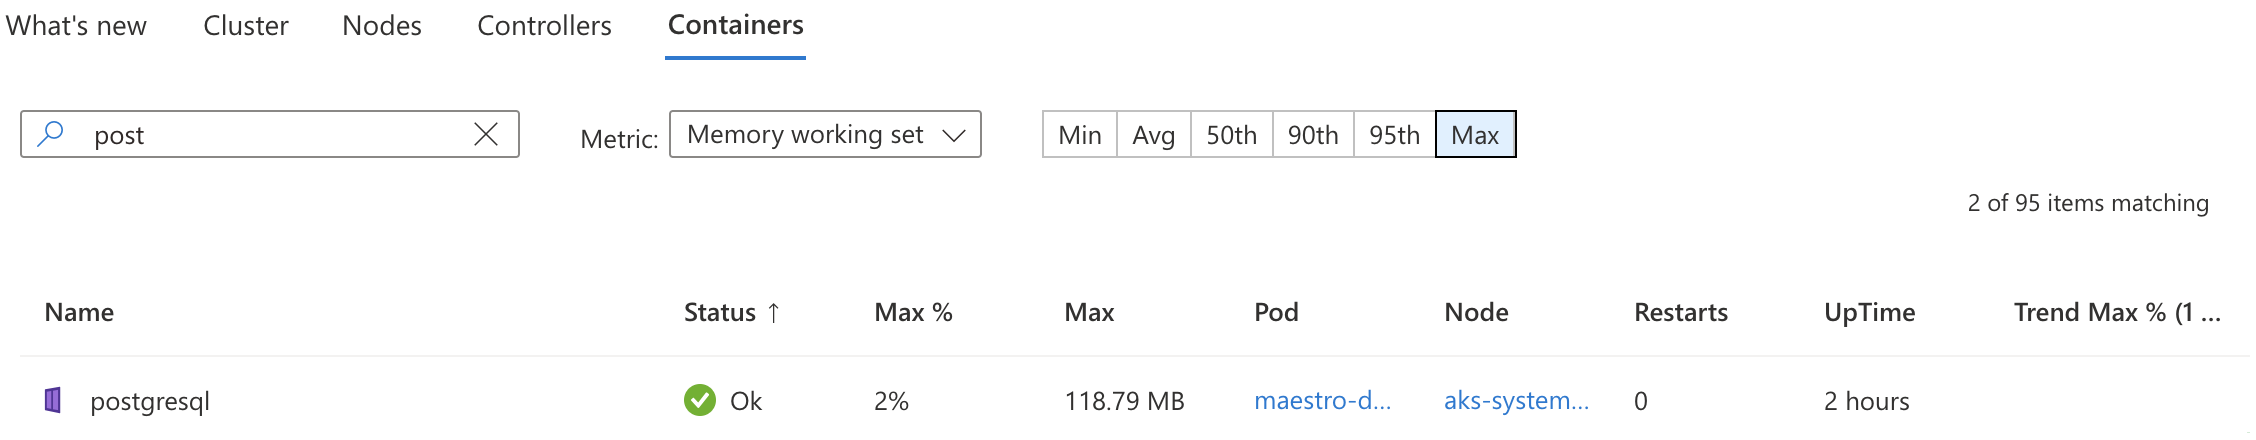 What's new Cluster Nodes Controllers Containers
post Metric: Memory working set Min Avg 50th 90th 95th Max
2 of 95 items matching
Name Status ↑ Max % Max Pod Node Restarts UpTime Trend Max % (1 ...
postgresql Ok 2% 118.79 MB maestro-d... aks-system... 0 2 hours